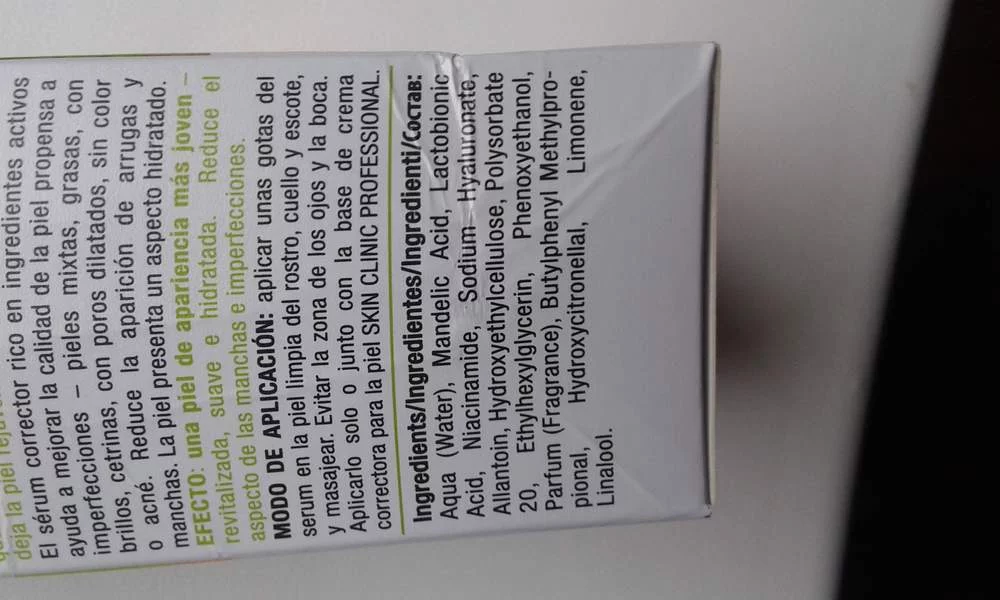 deja la piel
El sérum corrector rico en ingredientes activos
ayuda a mejorar la calidad de la piel propensa a
imperfecciones – pieles mixtas, grasas, con
brillos, cetrinas, con poros dilatados, sin color
o acné. Reduce la aparición de arrugas y
manchas. La piel presenta un aspecto hidratado.
EFECTO: una piel de apariencia más joven –
revitalizada, suave e hidratada. Reduce el
aspecto de las manchas e imperfecciones.
MODO DE APLICACIÓN: aplicar unas gotas del
serum en la piel limpia del rostro, cuello y escote,
y masajear. Evitar la zona de los ojos y la boca.
Aplicarlo solo o junto con la base de crema
correctora para la piel SKIN CLINIC PROFESSIONAL.
Ingredients/Ingredientes/Ingredienti/Состав:
Aqua (Water), Mandelic Acid, Lactobionic
Acid, Niacinamide, Sodium Hyaluronate,
Allantoin, Hydroxyethylcellulose, Polysorbate
20, Ethylhexylglycerin, Phenoxyethanol,
Parfum (Fragrance), Butylphenyl Methylpro-
pional, Hydroxycitronellal, Limonene,
Linalool.